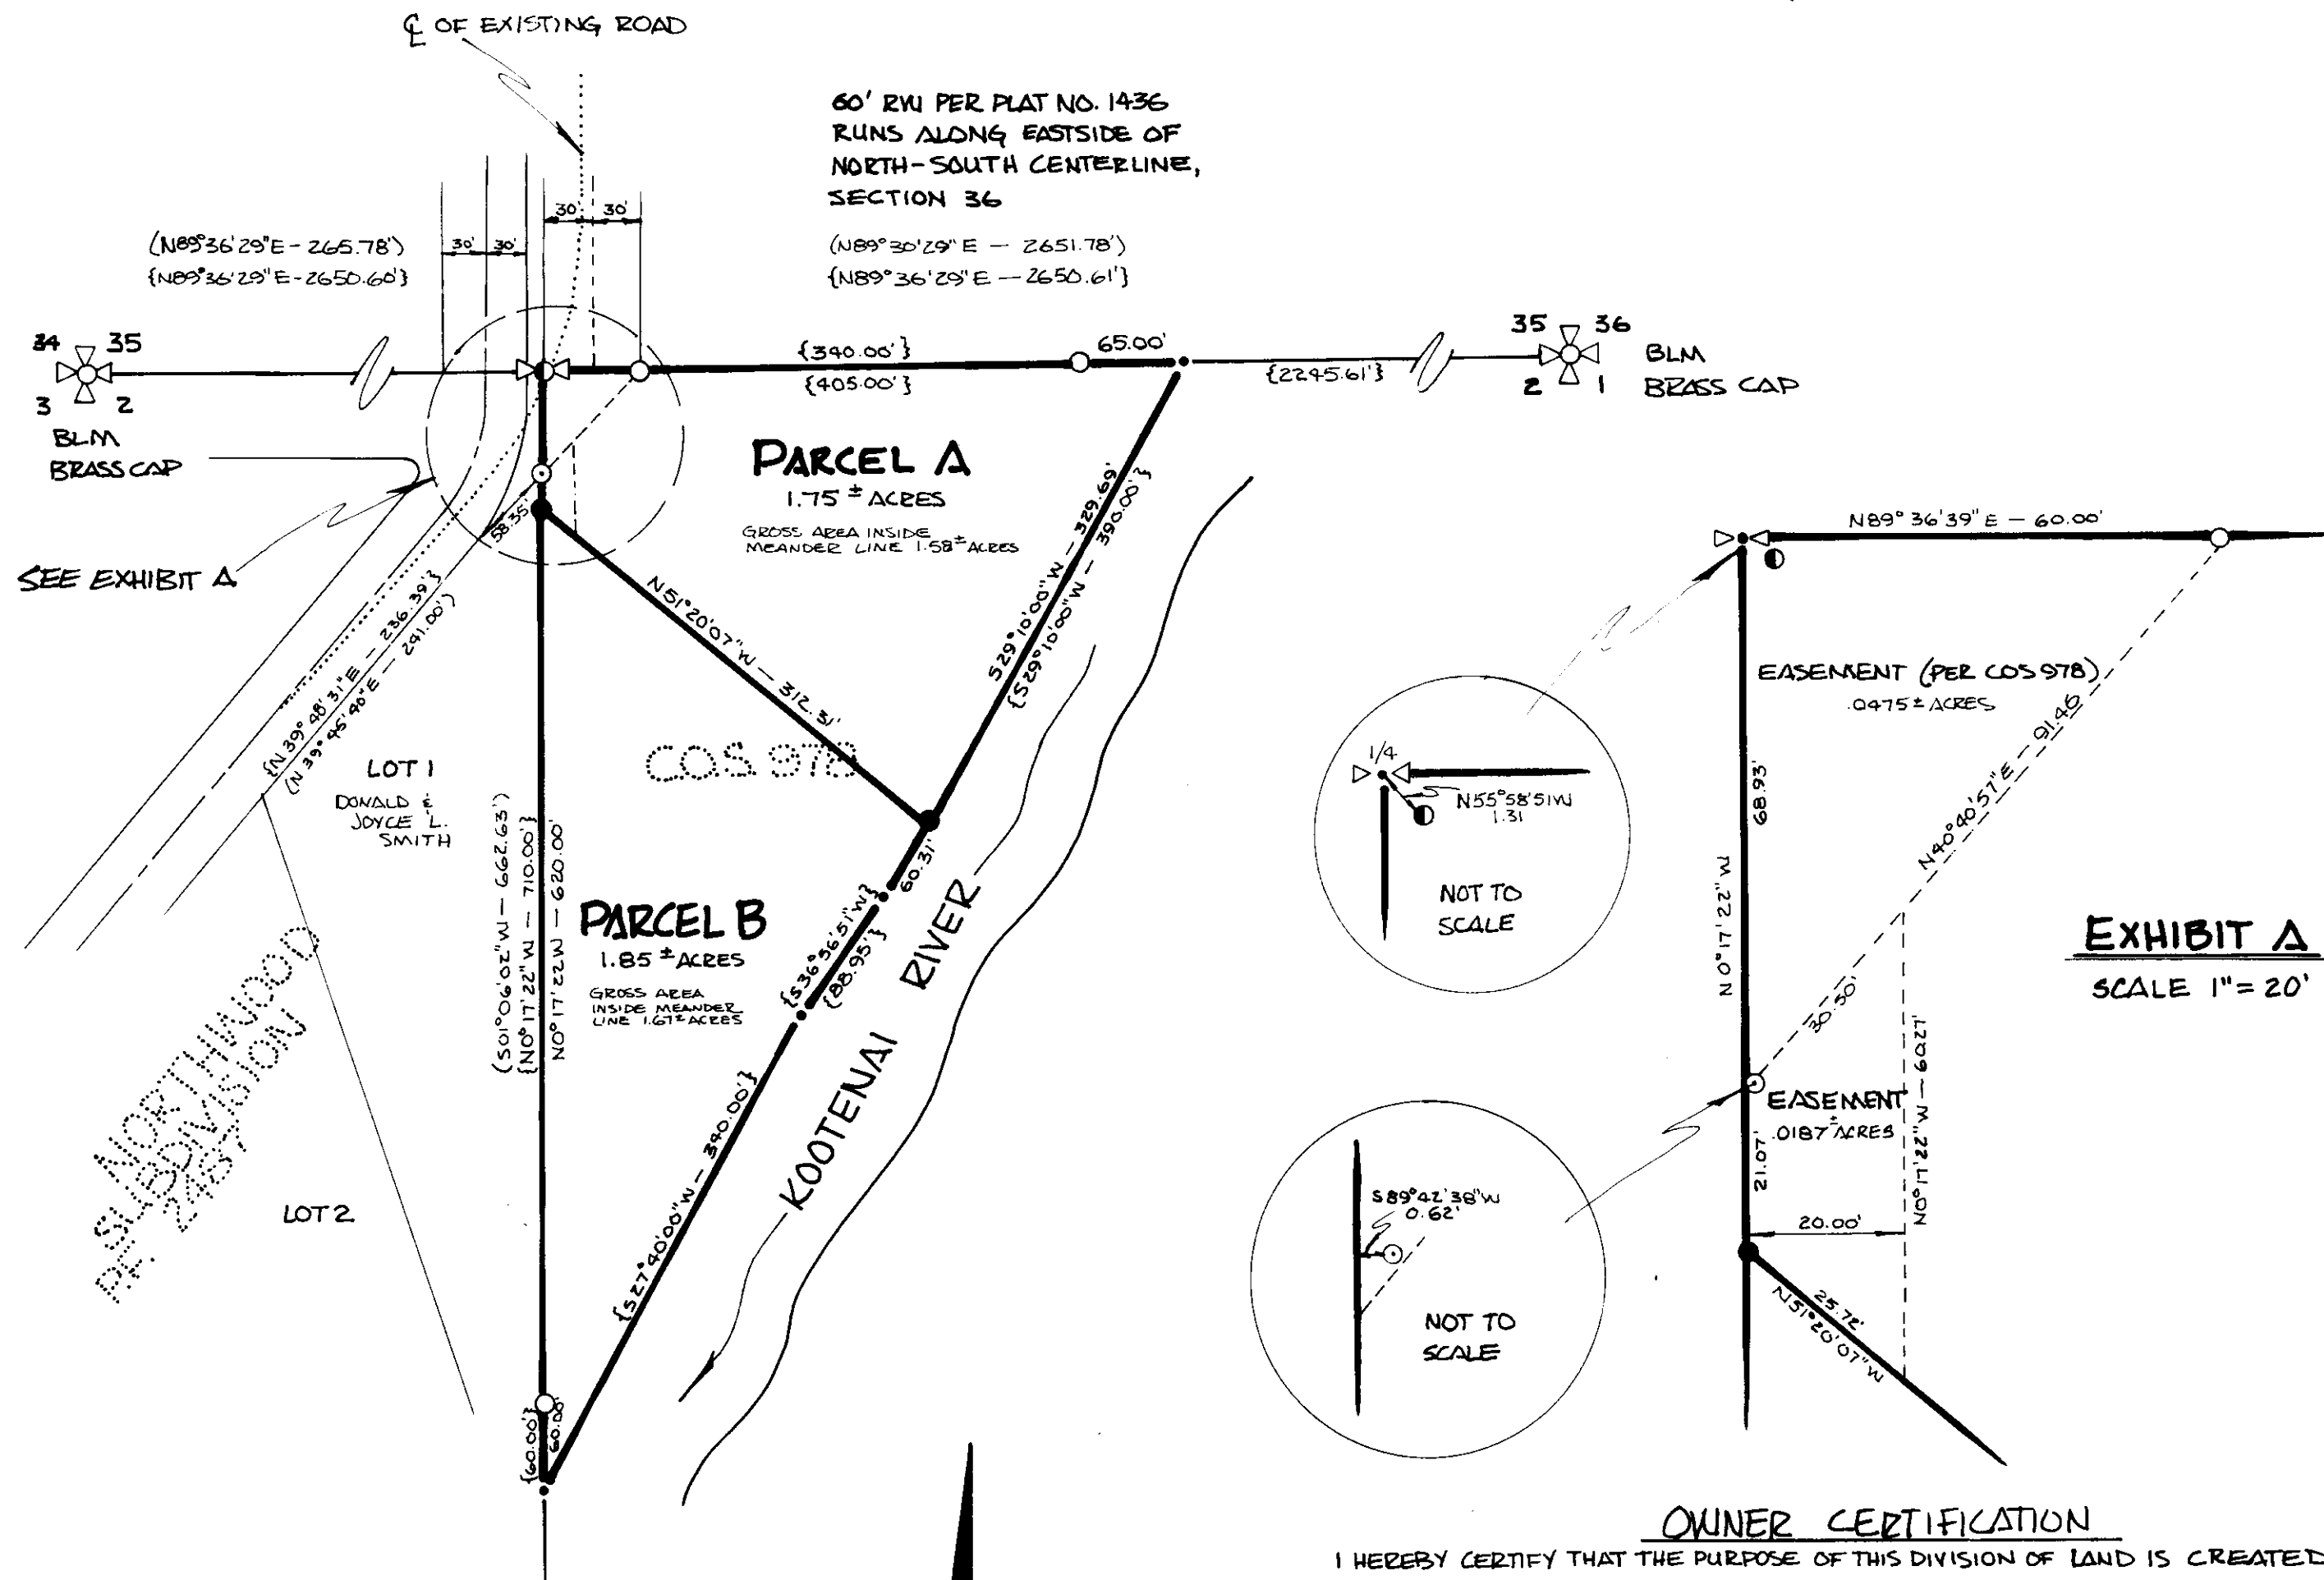 ℄ OF EXISTING ROAD
60' R/W PER PLAT NO. 1436
RUNS ALONG EASTSIDE OF
NORTH-SOUTH CENTERLINE,
SECTION 36
30' 30'
30' 30'
(N89°36'29"E-265.78')
{N89°36'29"E-2650.60'}
(N89°30'29"E — 2651.78')
{N89°36'29"E — 2650.61'}
34 35
3 2
BLM
BRASS CAP
{340.00'}
{405.00'}
65.00'
{2245.61'}
35 36
2 1
BLM
BRASS CAP
SEE EXHIBIT A
58.35'
PARCEL A
1.75 ± ACRES
GROSS AREA INSIDE
MEANDER LINE 1.58± ACRES
S29°10'00"W — 329.69'
{S29°10'00"W — 390.00'}
N51°20'07"W — 312.31'
{N39°48'31"E — 236.39'}
(N39°45'40"E — 241.00')
COS 978
LOT 1
DONALD &
JOYCE L.
SMITH
(S01°06'02"W — 662.63')
{N0°17'22"W — 710.00'}
N0°17'22W — 620.00'
PARCEL B
1.85 ± ACRES
GROSS AREA
INSIDE MEANDER
LINE 1.67± ACRES
60.31'
{S36°56'51"W}
{88.95'}
{S27°40'00"W — 340.00'}
KOOTENAI RIVER
NORTHWOOD
SUBDIVISION
LOT 2
{60.00'}
60.00'
N89°36'39"E — 60.00'
EASEMENT (PER COS 978)
.0475± ACRES
68.93'
N0°17'22"W
N40°40'57"E — 91.46
30.50'
EASEMENT
.0187± ACRES
21.07'
20.00'
N0°17'22"W — 60.27'
25.72'
N51°20'07"W
EXHIBIT A
SCALE 1"=20'
1/4
N55°58'51W
1.31
NOT TO
SCALE
S89°42'38"W
0.62'
NOT TO
SCALE
OWNER CERTIFICATION
I HEREBY CERTIFY THAT THE PURPOSE OF THIS DIVISION OF LAND IS CREATED